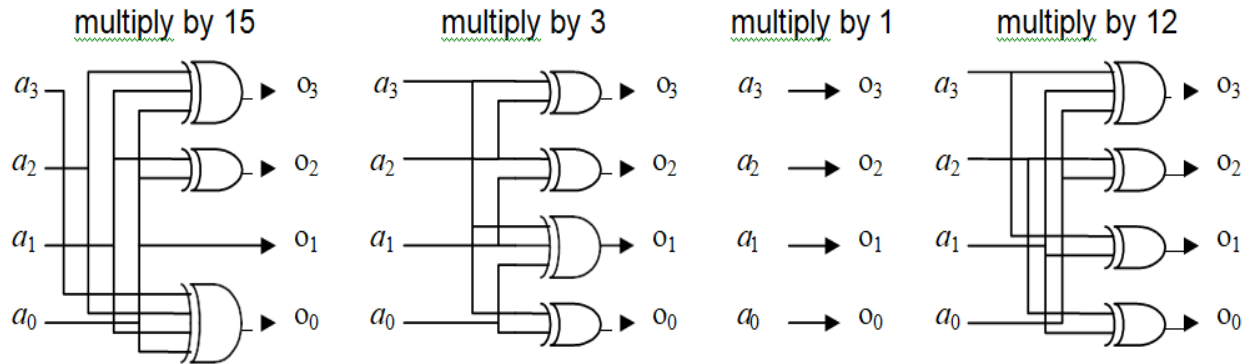 multiply by 15
a3 o3
a2 o2
a1 o1
a0 o0
multiply by 3
a3 o3
a2 o2
a1 o1
a0 o0
multiply by 1
a3 o3
a2 o2
a1 o1
a0 o0
multiply by 12
a3 o3
a2 o2
a1 o1
a0 o0